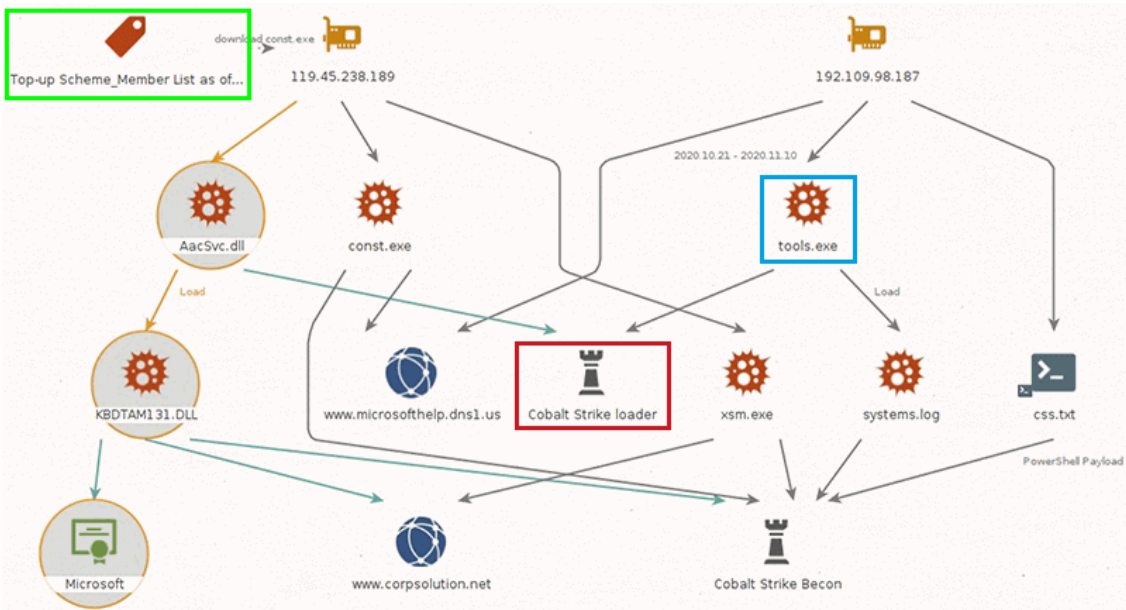 download const.exe
Top-up Scheme_Member List as of...
119.45.238.189
192.109.98.187
2020.10.21 - 2020.11.10
AacSvc.dll
const.exe
tools.exe
Load
Load
KBDTAM131.DLL
www.microsofthelp.dns1.us
Cobalt Strike loader
xsm.exe
systems.log
css.txt
PowerShell Payload
Microsoft
www.corpsolution.net
Cobalt Strike Becon